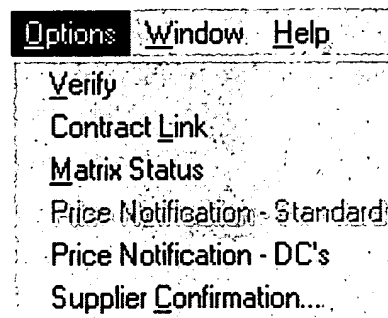 Options Window Help
Verify
Contract Link
Matrix Status
Price Notification - Standard
Price Notification - DC's
Supplier Confirmation....